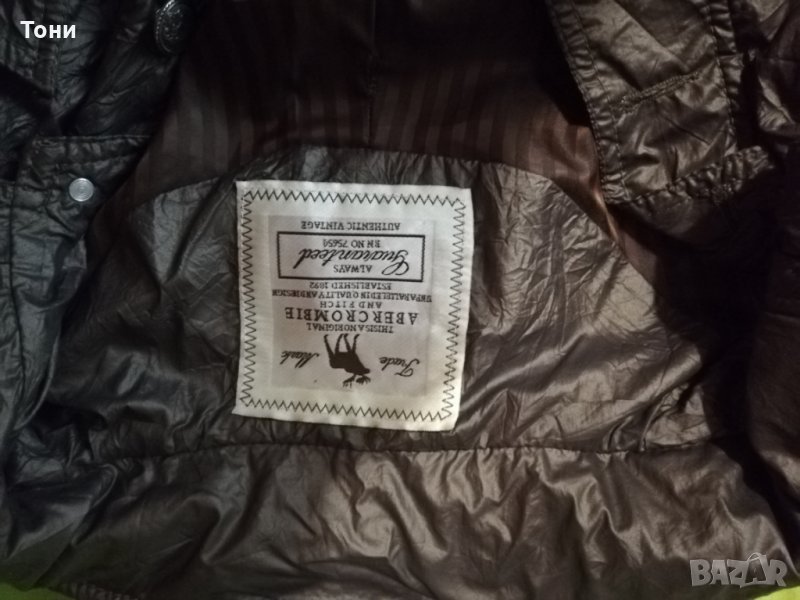 Тони
Trade Mark
THIS IS AN ORIGINAL
ABERCROMBIE
AND FITCH
UNPARALLELED IN QUALITY AND DESIGN
ESTABLISHED 1892
ALWAYS
Guaranteed
RN NO 75654
AUTHENTIC VINTAGE
BAZAR